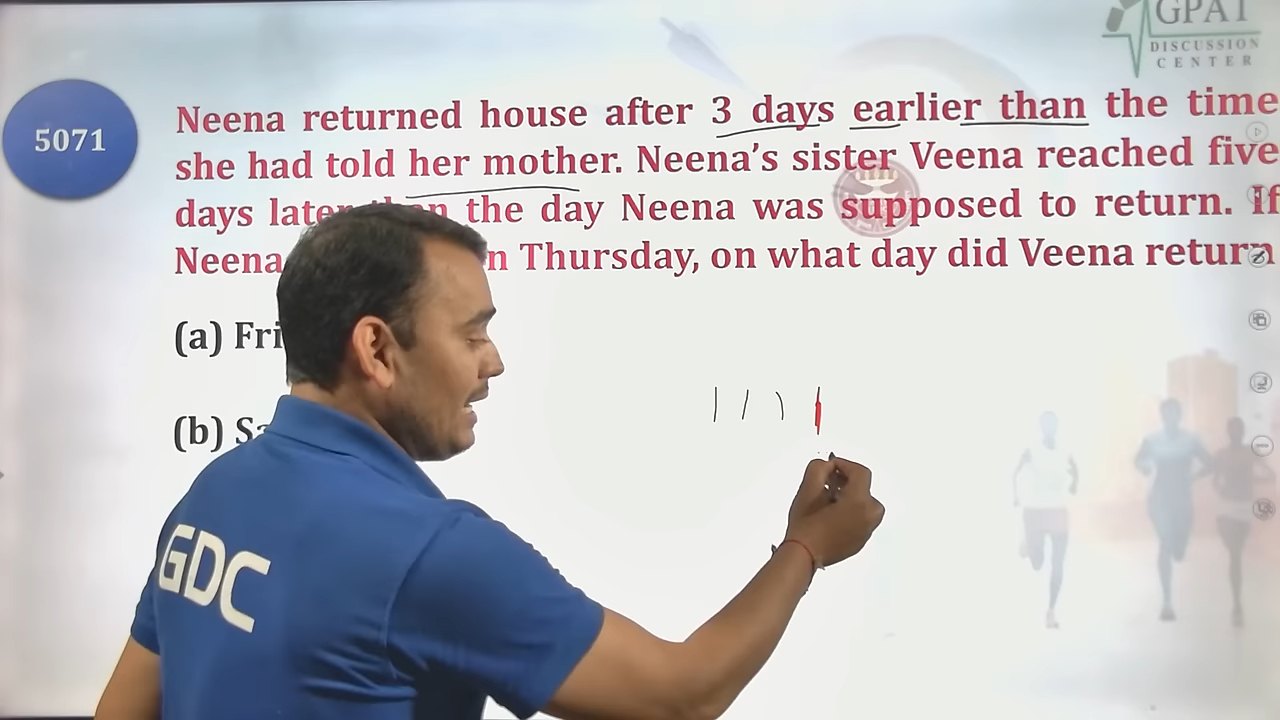 GPAT
DISCUSSION
CENTER
5071
Neena returned house after 3 days earlier than the time
she had told her mother. Neena's sister Veena reached five
days later than the day Neena was supposed to return. If
Neena Thursday, on what day did Veena return
(a)
(b)
GDC